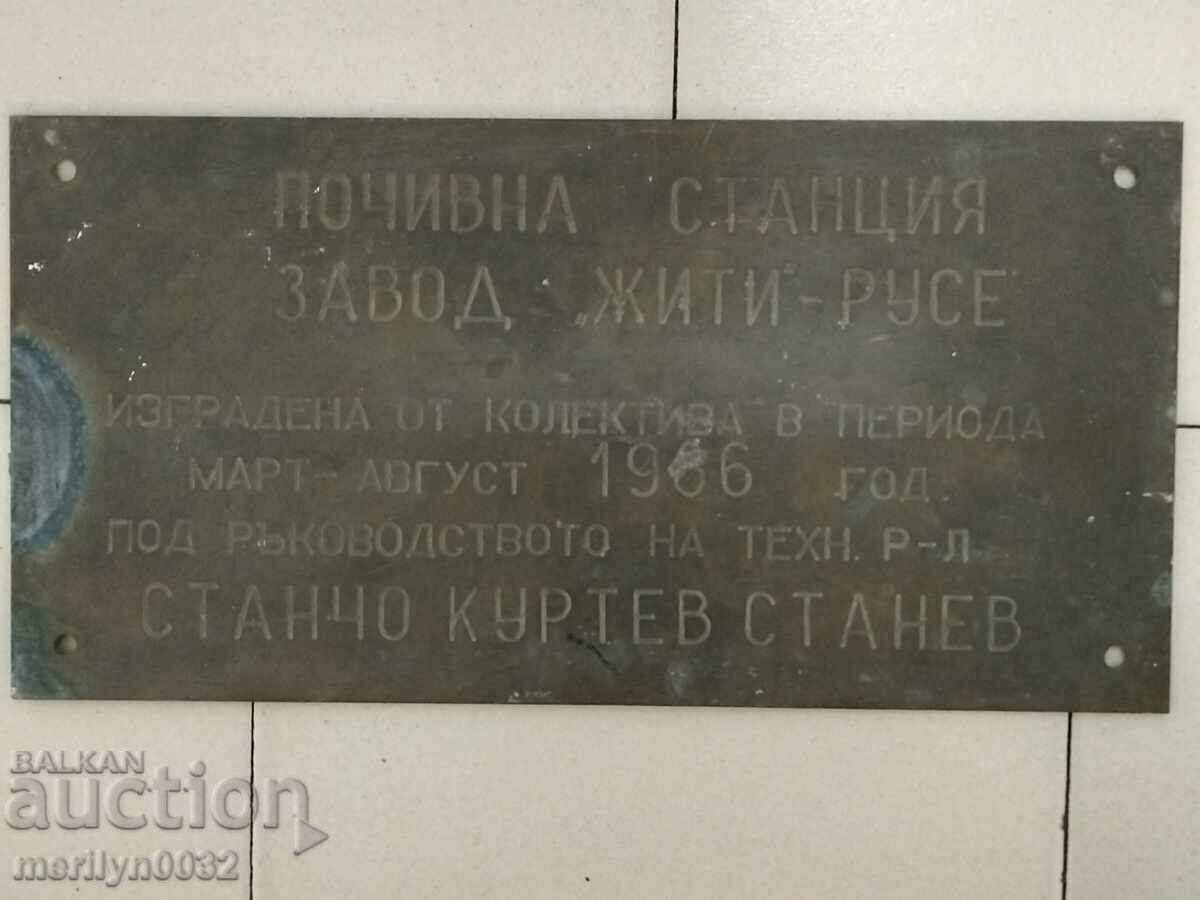 ПОЧИВНА СТАНЦИЯ
ЗАВОД „ЖИТИ"-РУСЕ
ИЗГРАДЕНА ОТ КОЛЕКТИВА В ПЕРИОДА
МАРТ-АВГУСТ 1966 ГОД.
ПОД РЪКОВОДСТВОТО НА ТЕХН. Р-Л
СТАНЧО КУРТЕВ СТАНЕВ
BALKAN
auction
merilyn0032